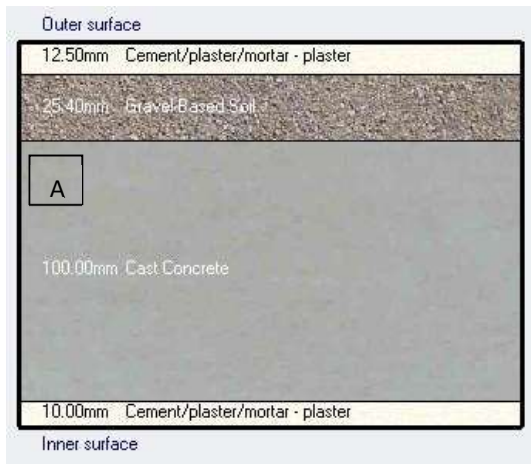 Outer surface
12.50mm Cement/plaster/mortar - plaster
25.40mm Gravel-Based Soil
A
100.00mm Cast Concrete
10.00mm Cement/plaster/mortar - plaster
Inner surface